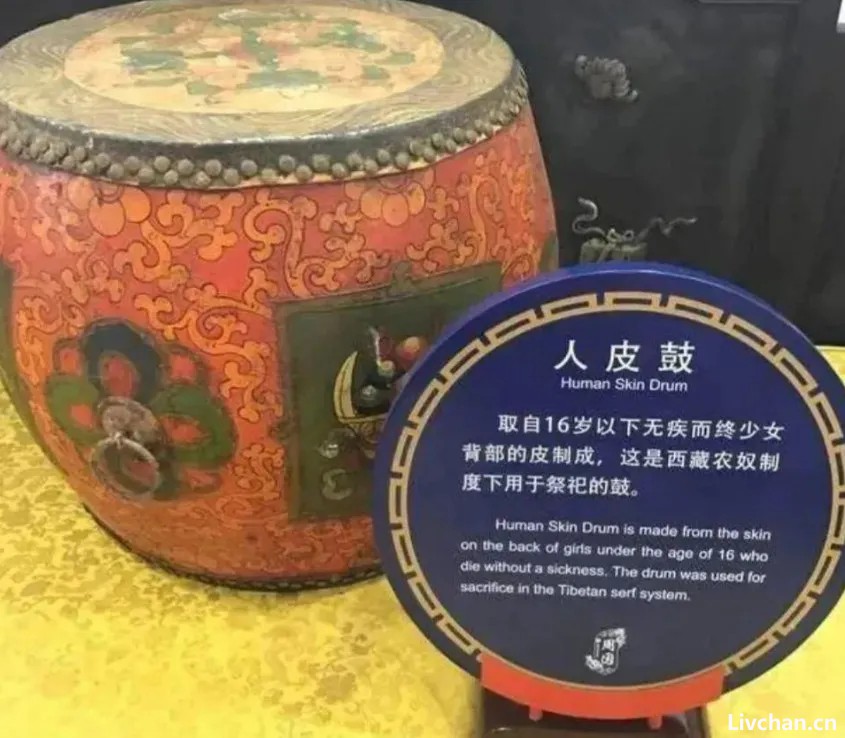 人皮鼓
Human Skin Drum
取自16岁以下无疾而终少女
背部的皮制成，这是西藏农奴制
度下用于祭祀的鼓。
Human Skin Drum is made from the skin
on the back of girls under the age of 16 who
die without a sickness. The drum was used for
sacrifice in the Tibetan serf system.
Livchan.cn